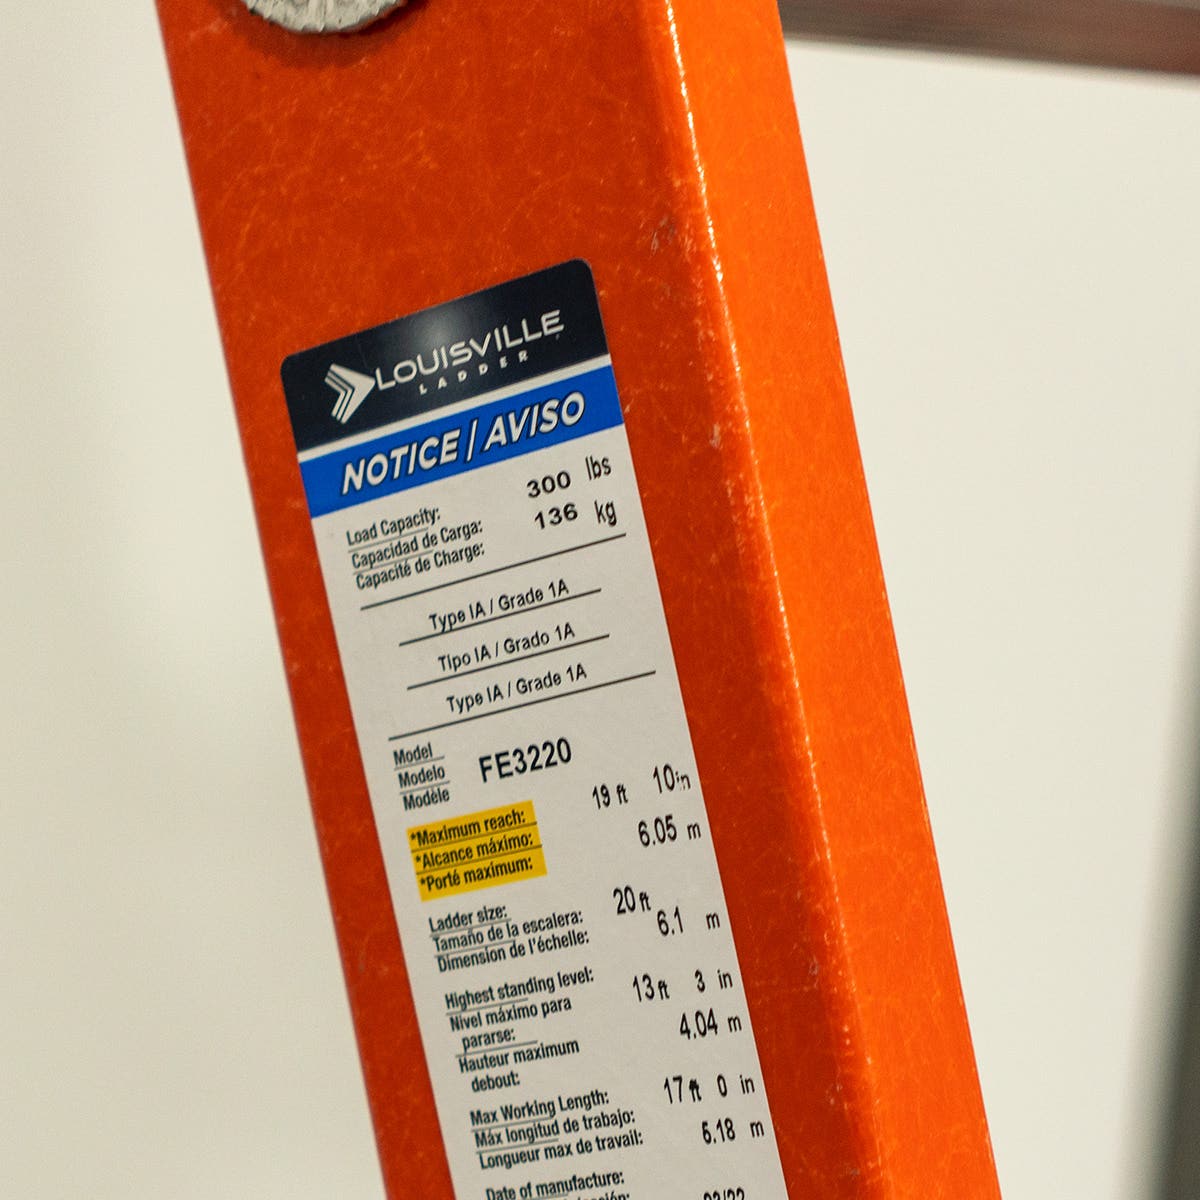 LOUISVILLE
LADDER
NOTICE / AVISO
Load Capacity: 300 lbs
Capacidad de Carga: 136 kg
Capacité de Charge:
Type IA / Grade 1A
Tipo IA / Grado 1A
Type IA / Grade 1A
Model
Modelo FE3220
Modèle
*Maximum reach: 19 ft 10in
*Alcance máximo: 6.05 m
*Porté maximum:
Ladder size: 20 ft
Tamaño de la escalera: 6.1 m
Dimension de l'échelle:
Highest standing level: 13 ft 3 in
Nivel máximo para
pararse: 4.04 m
Hauteur maximum
debout:
Max Working Length: 17 ft 0 in
Máx longitud de trabajo: 5.18 m
Longueur max de travail:
Date of manufacture: